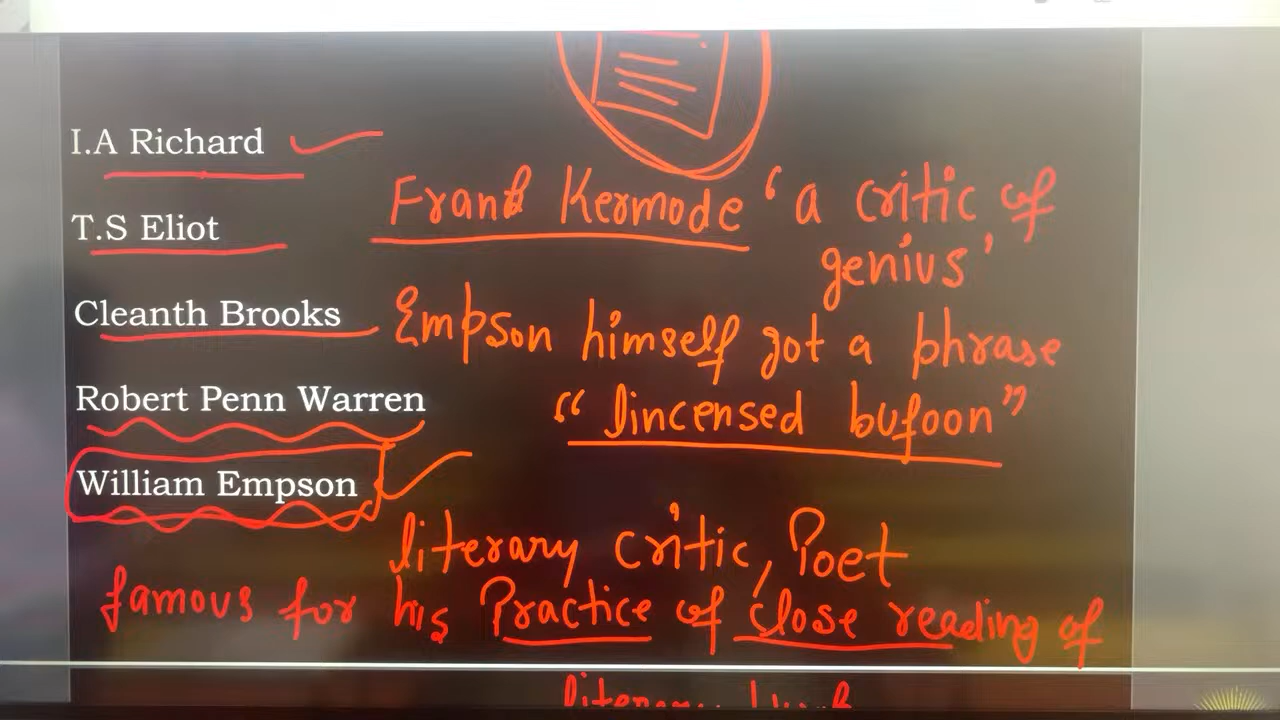 I.A Richard
T.S Eliot
Frank Kermode 'a critic of
genius'
Cleanth Brooks
Empson himself got a phrase
Robert Penn Warren
" lincensed bufoon"
William Empson
literary critic, Poet
famous for his Practice of close reading of